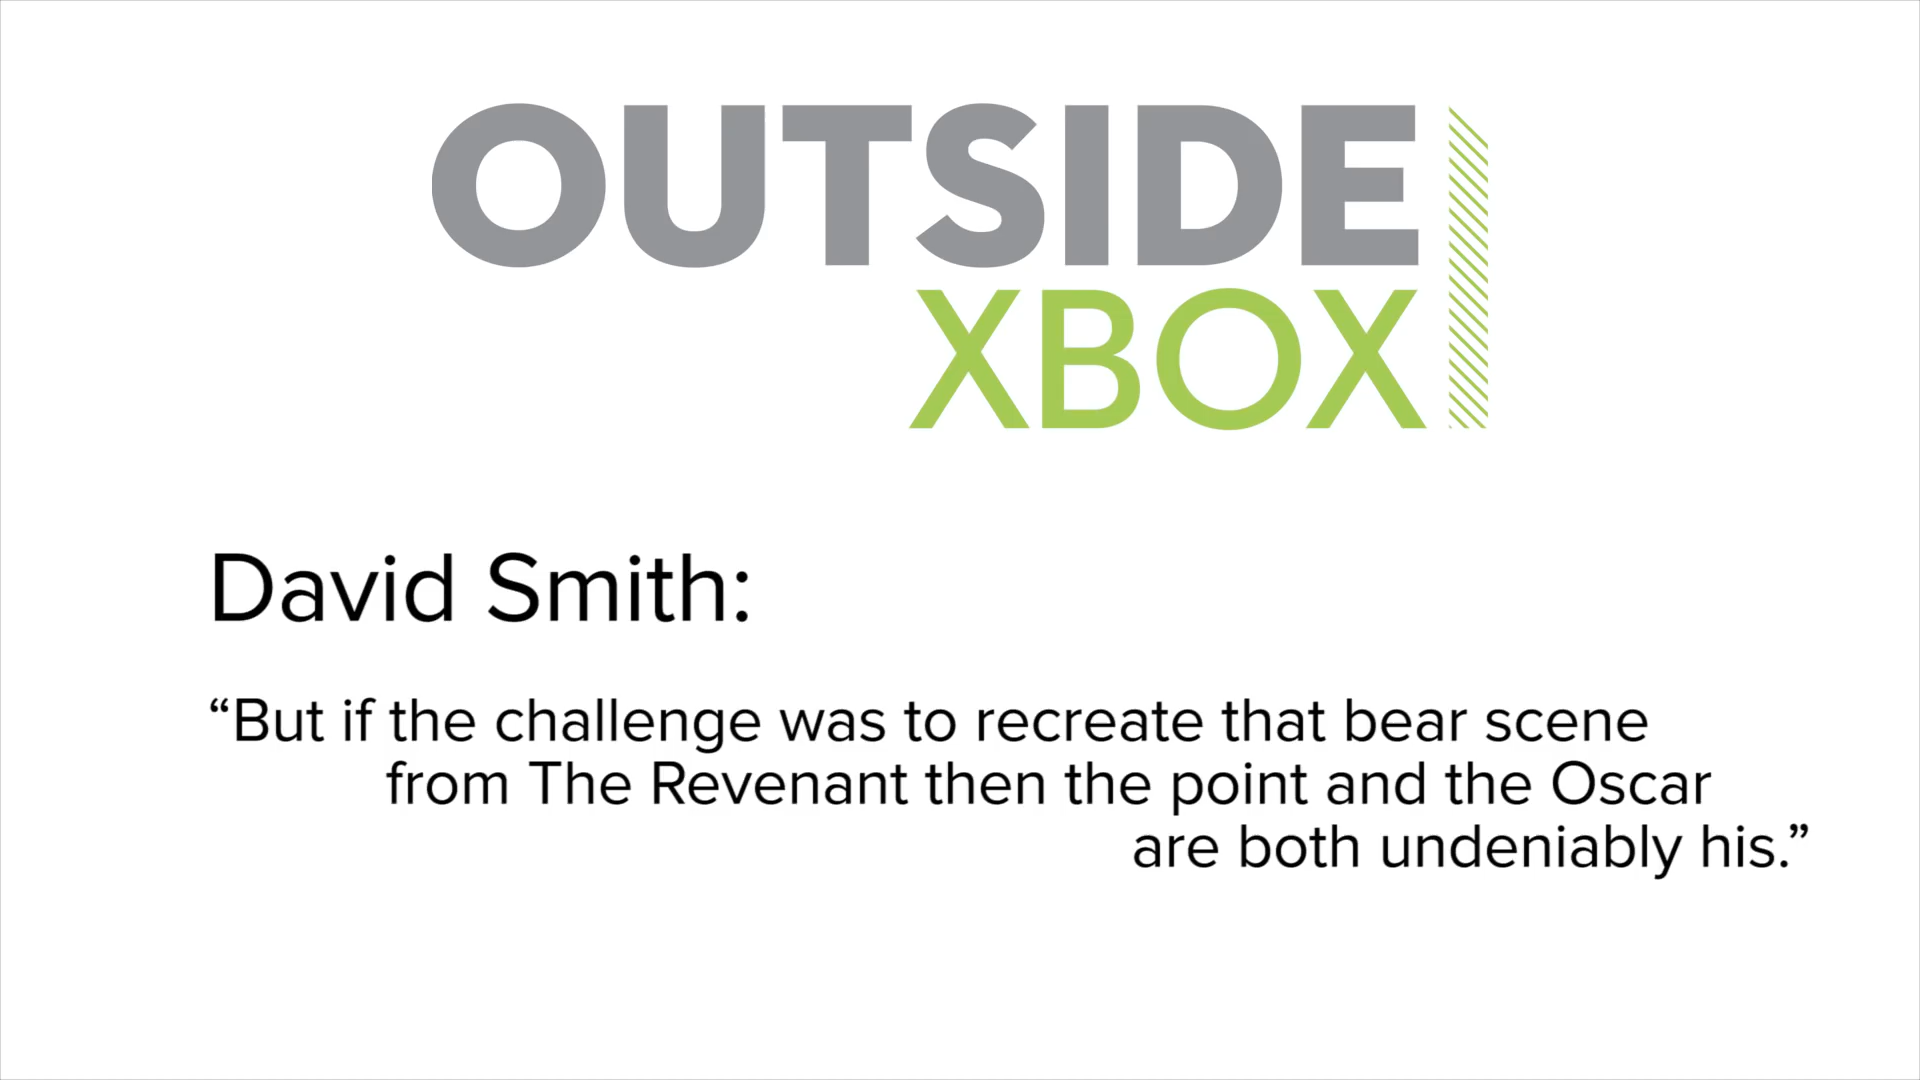 OUTSIDE
XBOX
David Smith:
“But if the challenge was to recreate that bear scene
from The Revenant then the point and the Oscar
are both undeniably his.”